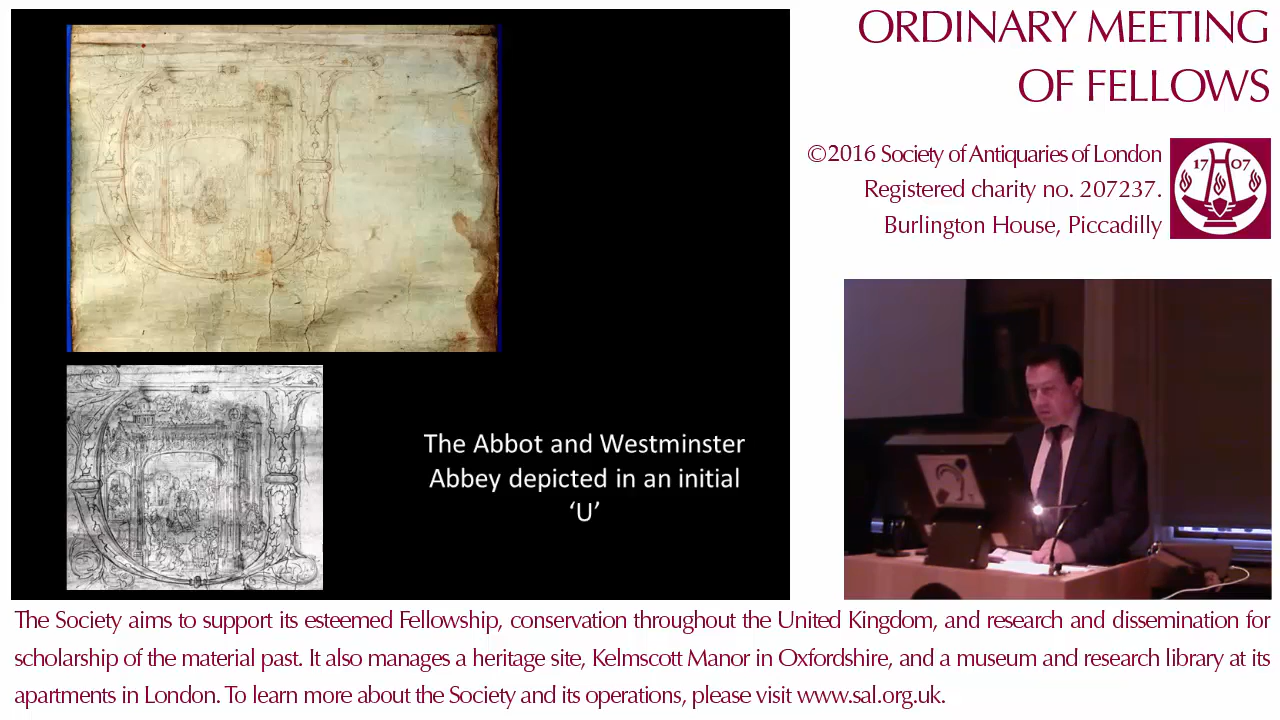 ORDINARY MEETING
OF FELLOWS
©2016 Society of Antiquaries of London
Registered charity no. 207237.
Burlington House, Piccadilly
17 07
The Abbot and Westminster
Abbey depicted in an initial
‘U’
The Society aims to support its esteemed Fellowship, conservation throughout the United Kingdom, and research and dissemination for
scholarship of the material past. It also manages a heritage site, Kelmscott Manor in Oxfordshire, and a museum and research library at its
apartments in London. To learn more about the Society and its operations, please visit www.sal.org.uk.